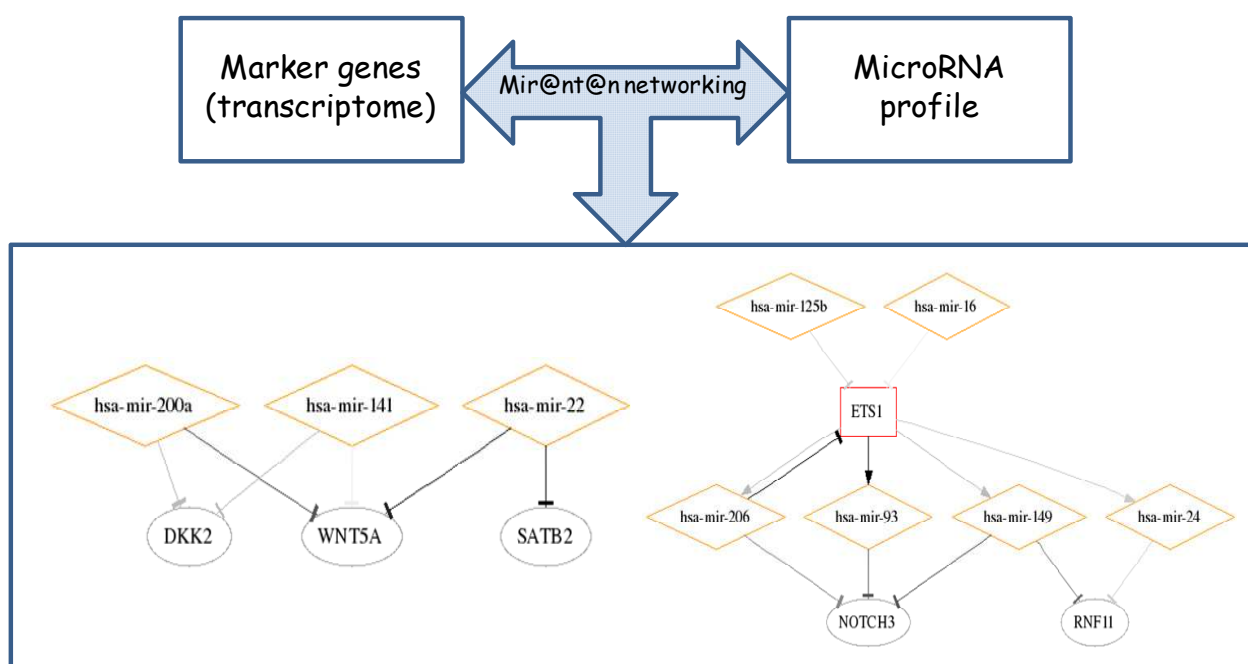 Marker genes
(transcriptome)
Mir@nt@n networking
MicroRNA
profile
hsa-mir-125b
hsa-mir-16
hsa-mir-200a
hsa-mir-141
hsa-mir-22
ETS1
hsa-mir-206
hsa-mir-93
hsa-mir-149
hsa-mir-24
DKK2
WNT5A
SATB2
NOTCH3
RNF11